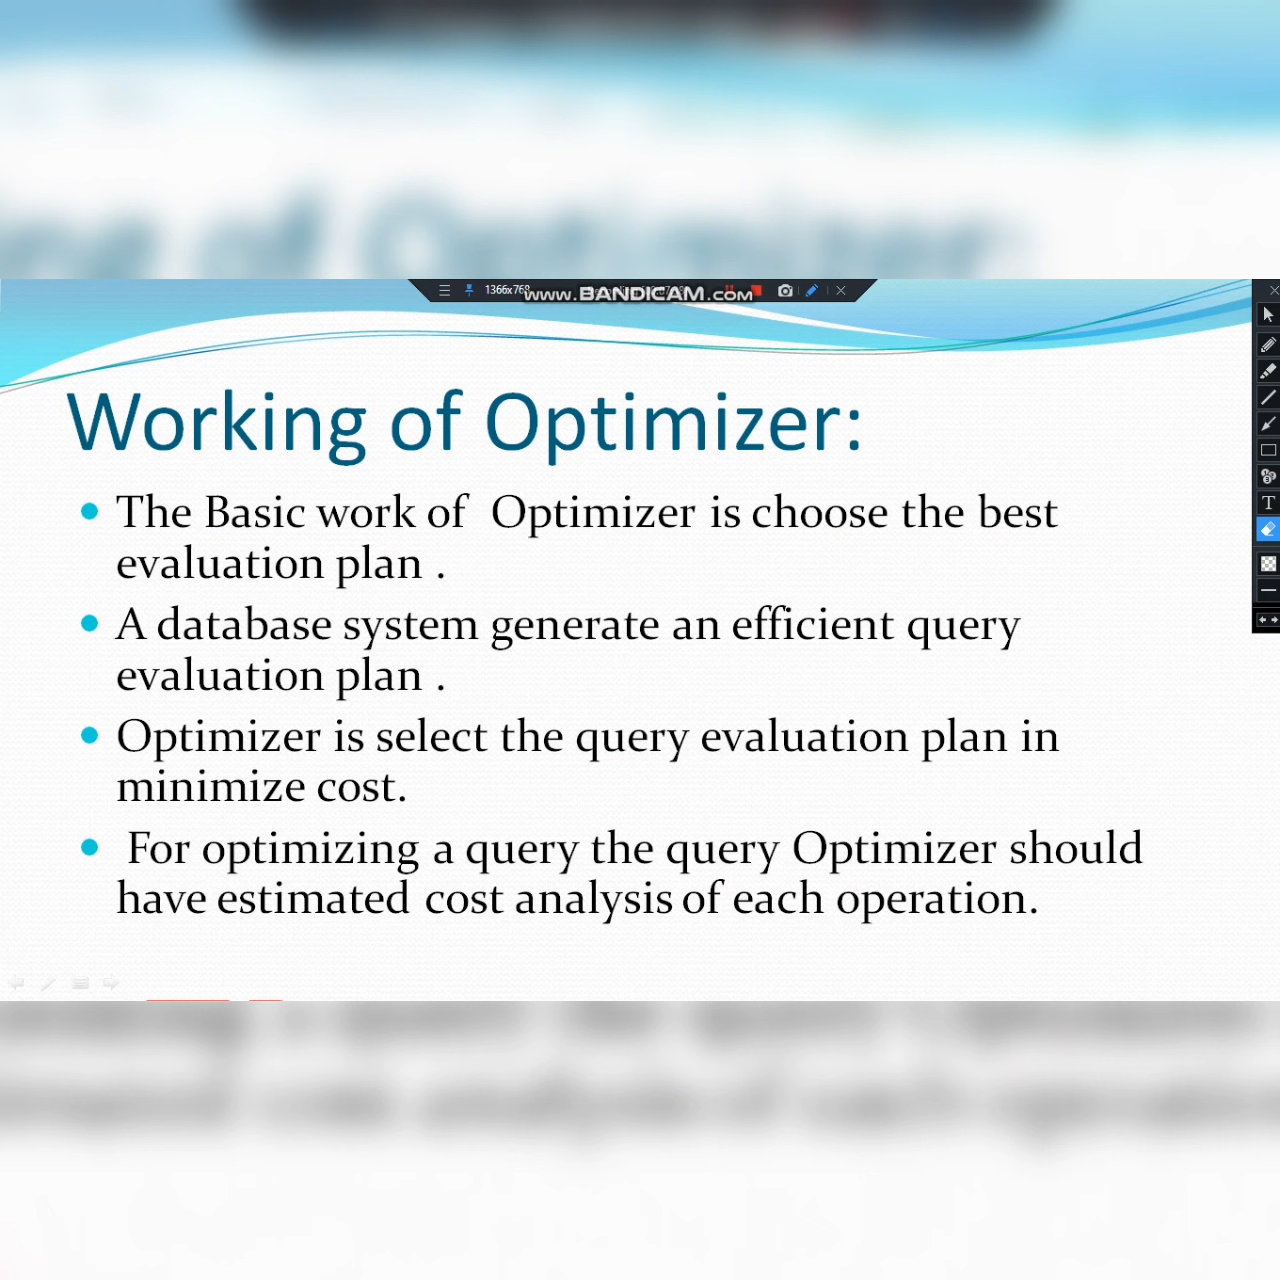 1366x768
www.BANDICAM.com
Working of Optimizer:
The Basic work of Optimizer is choose the best
evaluation plan .
A database system generate an efficient query
evaluation plan .
Optimizer is select the query evaluation plan in
minimize cost.
For optimizing a query the query Optimizer should
have estimated cost analysis of each operation.